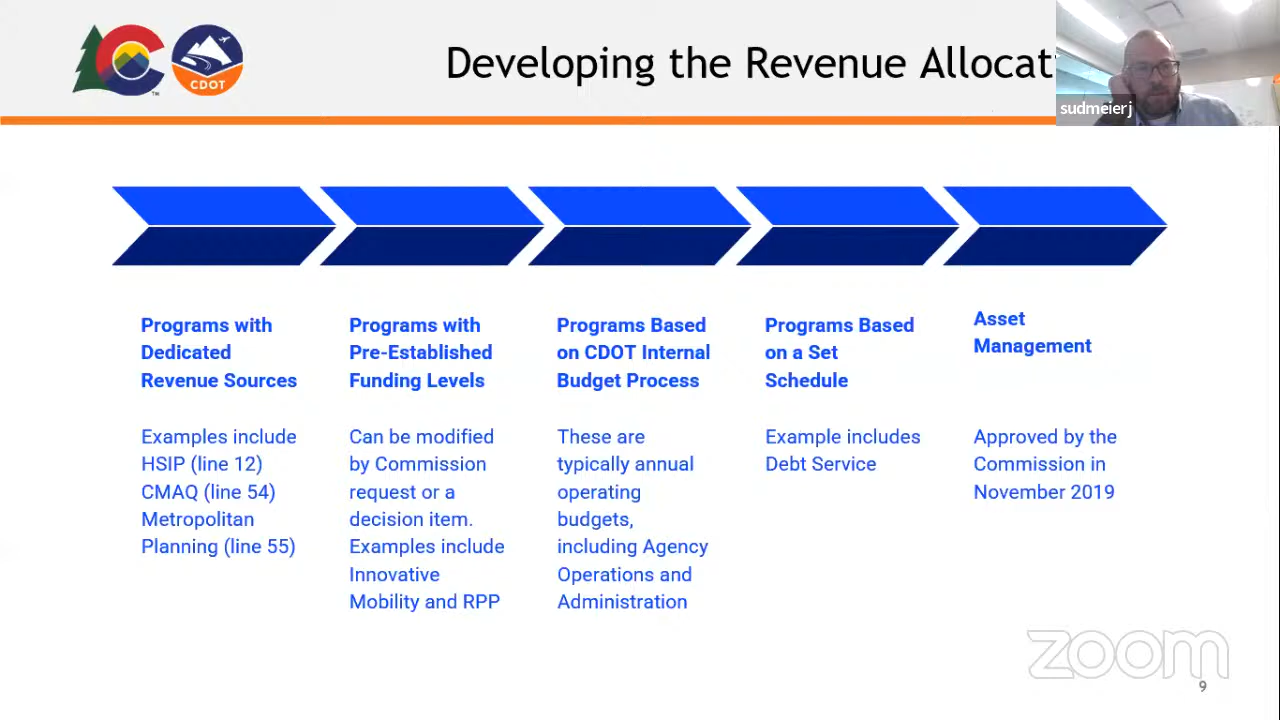 CDOT
TM
Developing the Revenue Allocati
sudmeierj
Programs with
Dedicated
Revenue Sources
Examples include
HSIP (line 12)
CMAQ (line 54)
Metropolitan
Planning (line 55)
Programs with
Pre-Established
Funding Levels
Can be modified
by Commission
request or a
decision item.
Examples include
Innovative
Mobility and RPP
Programs Based
on CDOT Internal
Budget Process
These are
typically annual
operating
budgets,
including Agency
Operations and
Administration
Programs Based
on a Set
Schedule
Example includes
Debt Service
Asset
Management
Approved by the
Commission in
November 2019
zoom
9